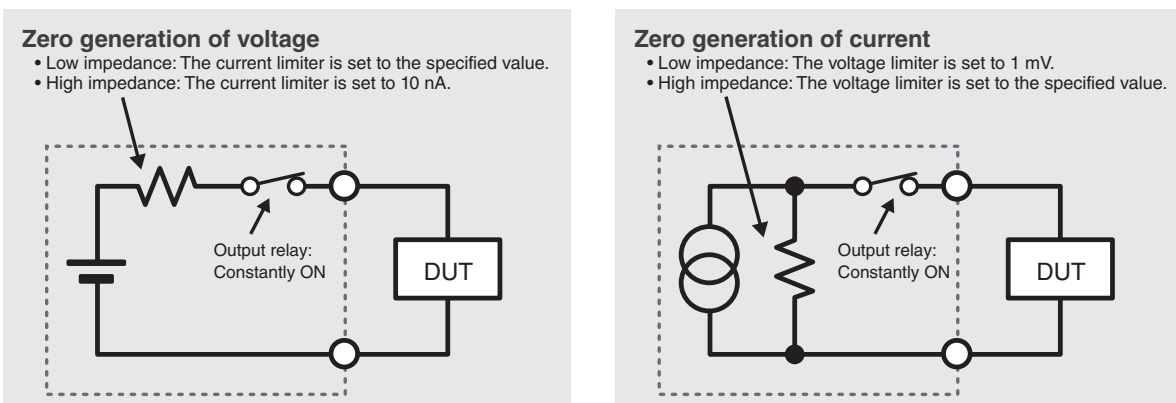 Zero generation of voltage
• Low impedance: The current limiter is set to the specified value.
• High impedance: The current limiter is set to 10 nA.
Output relay:
Constantly ON
DUT
Zero generation of current
• Low impedance: The voltage limiter is set to 1 mV.
• High impedance: The voltage limiter is set to the specified value.
Output relay:
Constantly ON
DUT